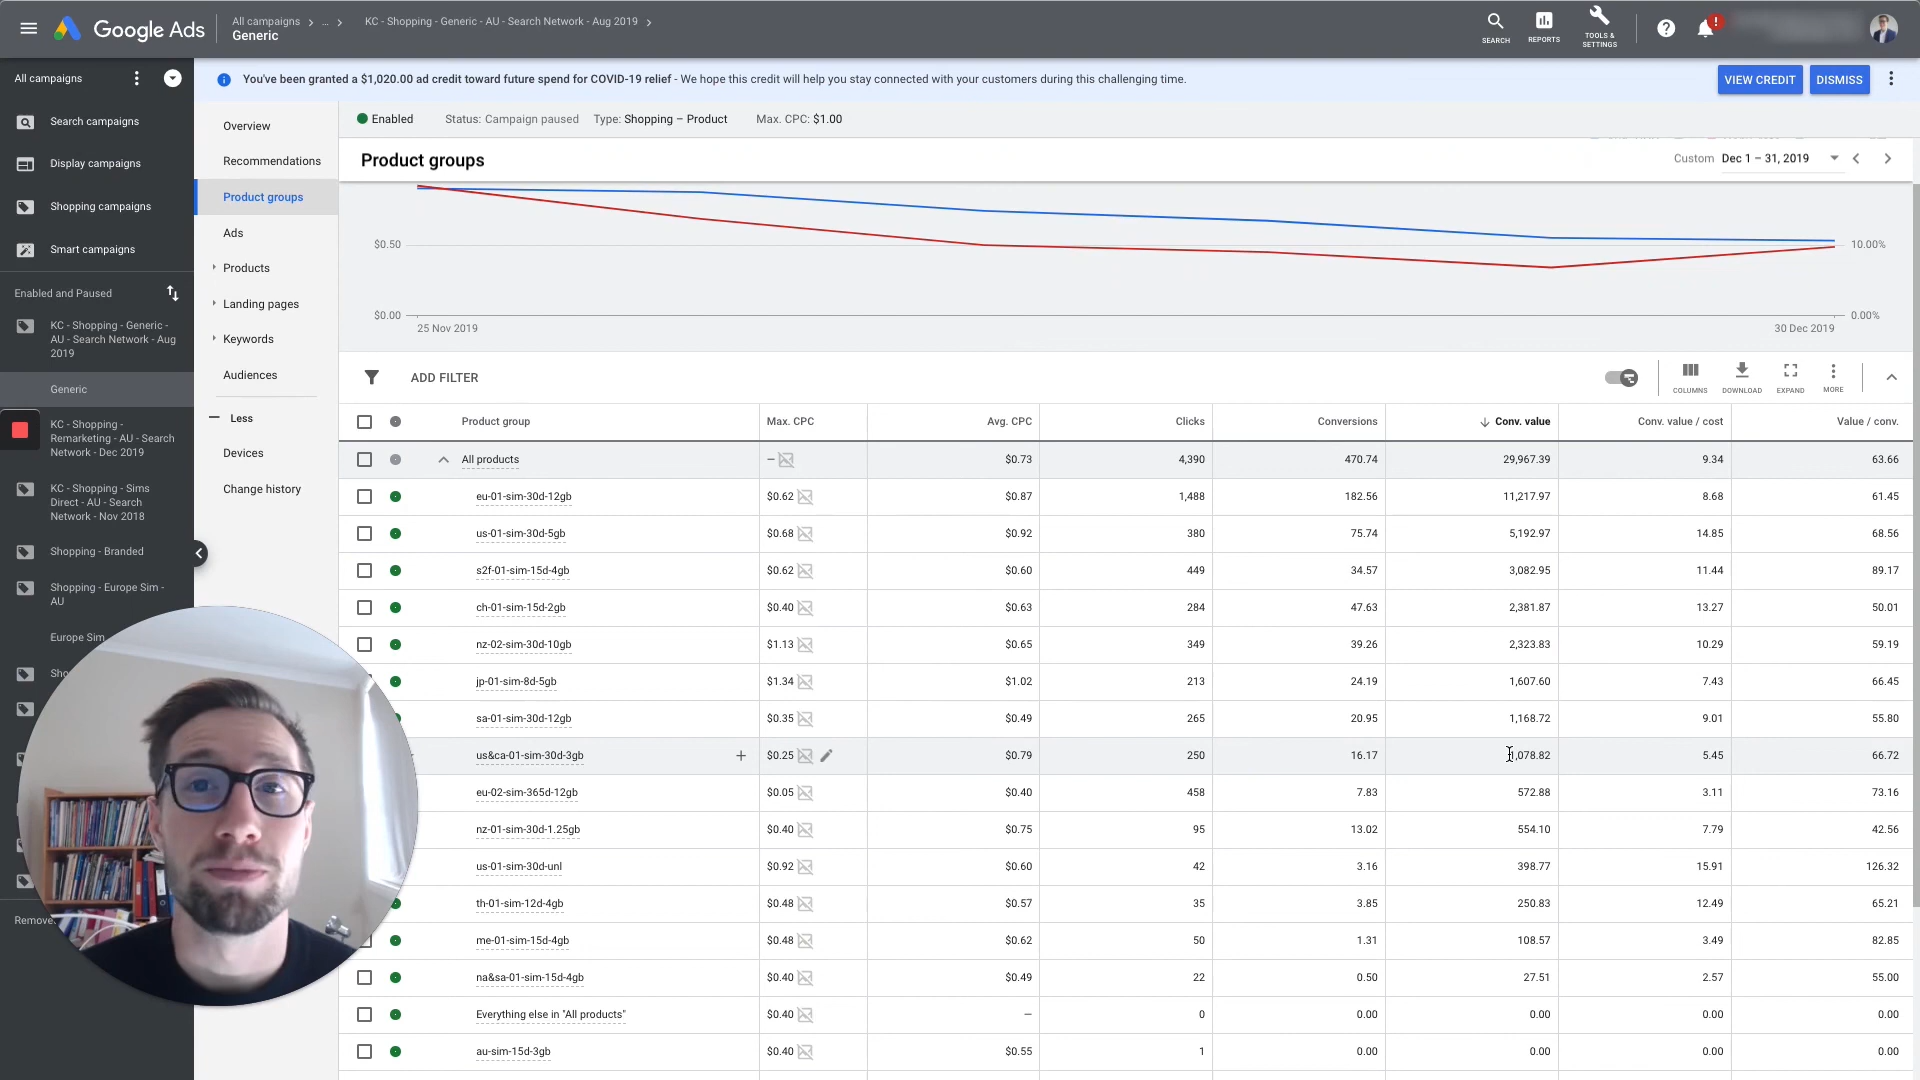 Google Ads
All campaigns > ... >
KC - Shopping - Generic - AU - Search Network - Aug 2019 >
Generic
SEARCH
REPORTS
TOOLS &
SETTINGS
All campaigns
You've been granted a $1,020.00 ad credit toward future spend for COVID-19 relief - We hope this credit will help you stay connected with your customers during this challenging time.
VIEW CREDIT
DISMISS
Search campaigns
Display campaigns
Shopping campaigns
Smart campaigns
Enabled and Paused
KC - Shopping - Generic -
AU - Search Network - Aug
2019
Generic
KC - Shopping -
Remarketing - AU - Search
Network - Dec 2019
KC - Shopping - Sims
Direct - AU - Search
Network - Nov 2018
Shopping - Branded
Shopping - Europe Sim -
AU
Europe Sim
Overview
Recommendations
Product groups
Ads
Products
Landing pages
Keywords
Audiences
Less
Devices
Change history
Enabled Status: Campaign paused Type: Shopping – Product Max. CPC: $1.00
Product groups
Custom Dec 1 – 31, 2019
$0.50 10.00%
$0.00 0.00%
25 Nov 2019 30 Dec 2019
ADD FILTER
COLUMNS
DOWNLOAD
EXPAND
MORE
Product group Max. CPC Avg. CPC Clicks Conversions Conv. value Conv. value / cost Value / conv.
All products – $0.73 4,390 470.74 29,967.39 9.34 63.66
eu-01-sim-30d-12gb $0.62 $0.87 1,488 182.56 11,217.97 8.68 61.45
us-01-sim-30d-5gb $0.68 $0.92 380 75.74 5,192.97 14.85 68.56
s2f-01-sim-15d-4gb $0.62 $0.60 449 34.57 3,082.95 11.44 89.17
ch-01-sim-15d-2gb $0.40 $0.63 284 47.63 2,381.87 13.27 50.01
nz-02-sim-30d-10gb $1.13 $0.65 349 39.26 2,323.83 10.29 59.19
jp-01-sim-8d-5gb $1.34 $1.02 213 24.19 1,607.60 7.43 66.45
sa-01-sim-30d-12gb $0.35 $0.49 265 20.95 1,168.72 9.01 55.80
us&ca-01-sim-30d-3gb + $0.25 $0.79 250 16.17 1,078.82 5.45 66.72
eu-02-sim-365d-12gb $0.05 $0.40 458 7.83 572.88 3.11 73.16
nz-01-sim-30d-1.25gb $0.40 $0.75 95 13.02 554.10 7.79 42.56
us-01-sim-30d-unl $0.92 $0.60 42 3.16 398.77 15.91 126.32
th-01-sim-12d-4gb $0.48 $0.57 35 3.85 250.83 12.49 65.21
me-01-sim-15d-4gb $0.48 $0.62 50 1.31 108.57 3.49 82.85
na&sa-01-sim-15d-4gb $0.40 $0.49 22 0.50 27.51 2.57 55.00
Everything else in "All products" $0.40 – 0 0.00 0.00 0.00 0.00
au-sim-15d-3gb $0.40 $0.55 1 0.00 0.00 0.00 0.00